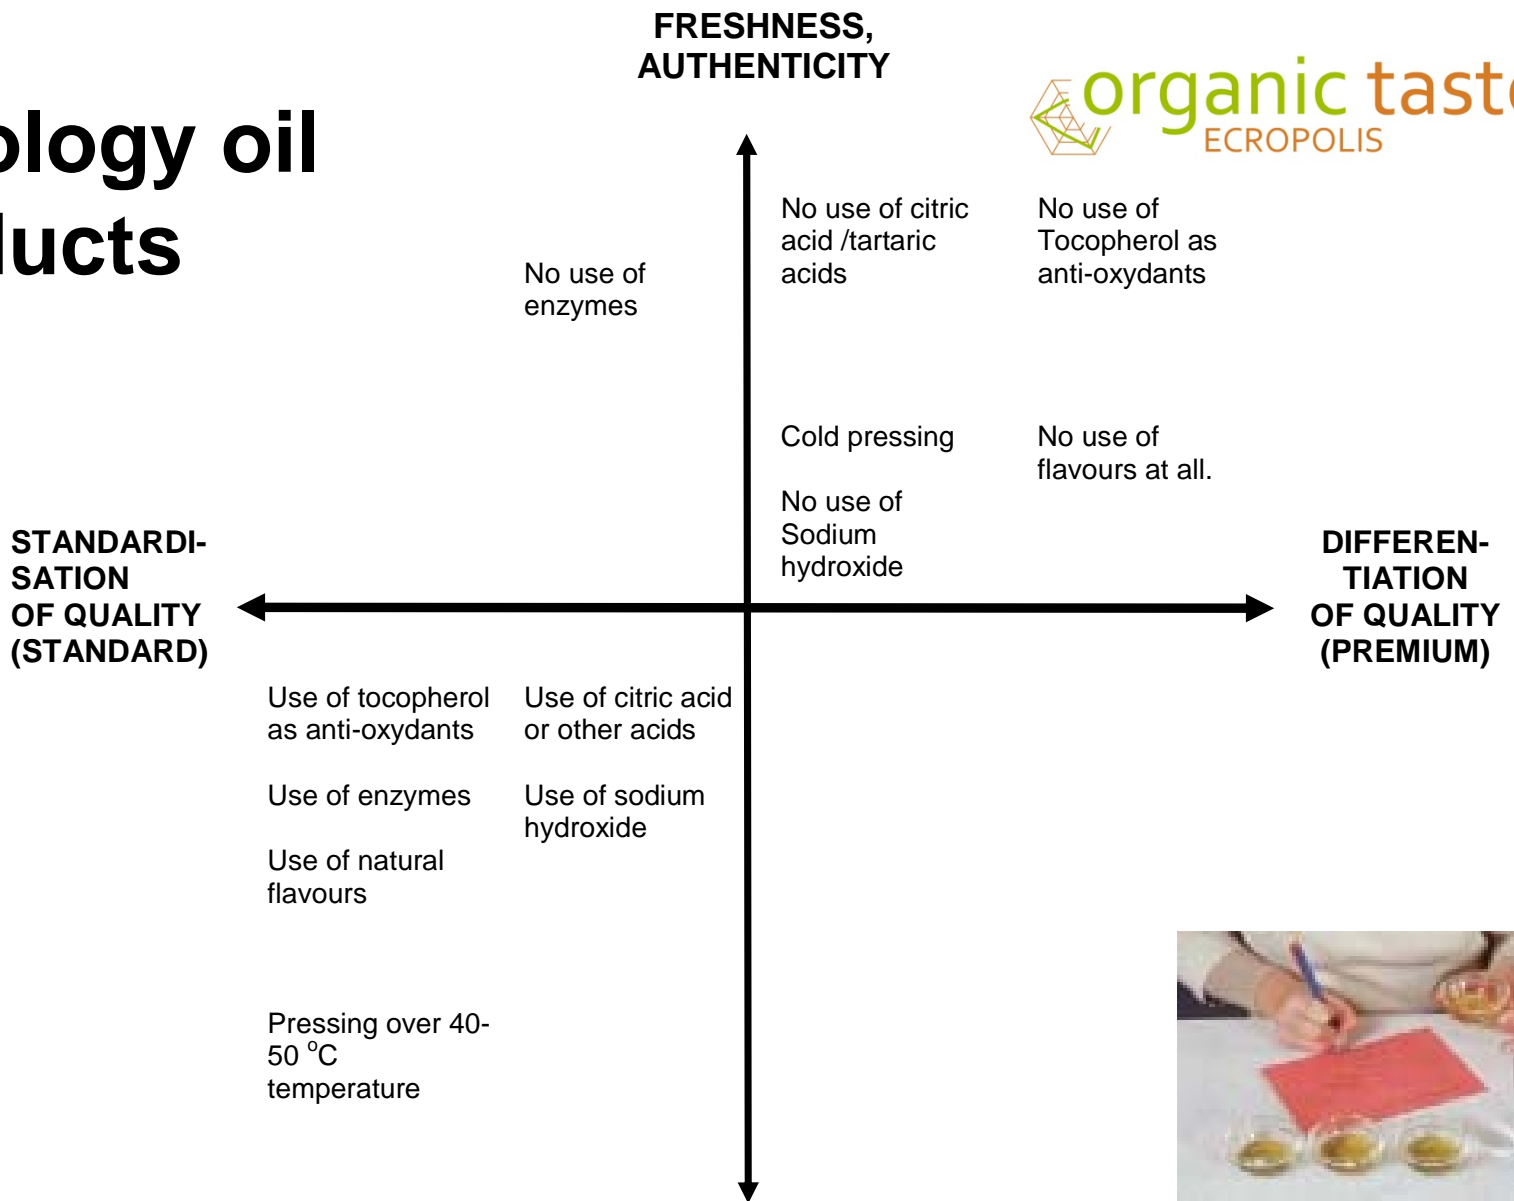 FRESHNESS,
AUTHENTICITY
organic taste
ECROPOLIS
ology oil
ducts
No use of citric
acid /tartaric
acids
No use of
Tocopherol as
anti-oxydants
No use of
enzymes
Cold pressing
No use of
flavours at all.
No use of
Sodium
hydroxide
STANDARDI-
SATION
OF QUALITY
(STANDARD)
DIFFEREN-
TIATION
OF QUALITY
(PREMIUM)
Use of tocopherol
as anti-oxydants
Use of citric acid
or other acids
Use of enzymes
Use of sodium
hydroxide
Use of natural
flavours
Pressing over 40-
50 °C
temperature